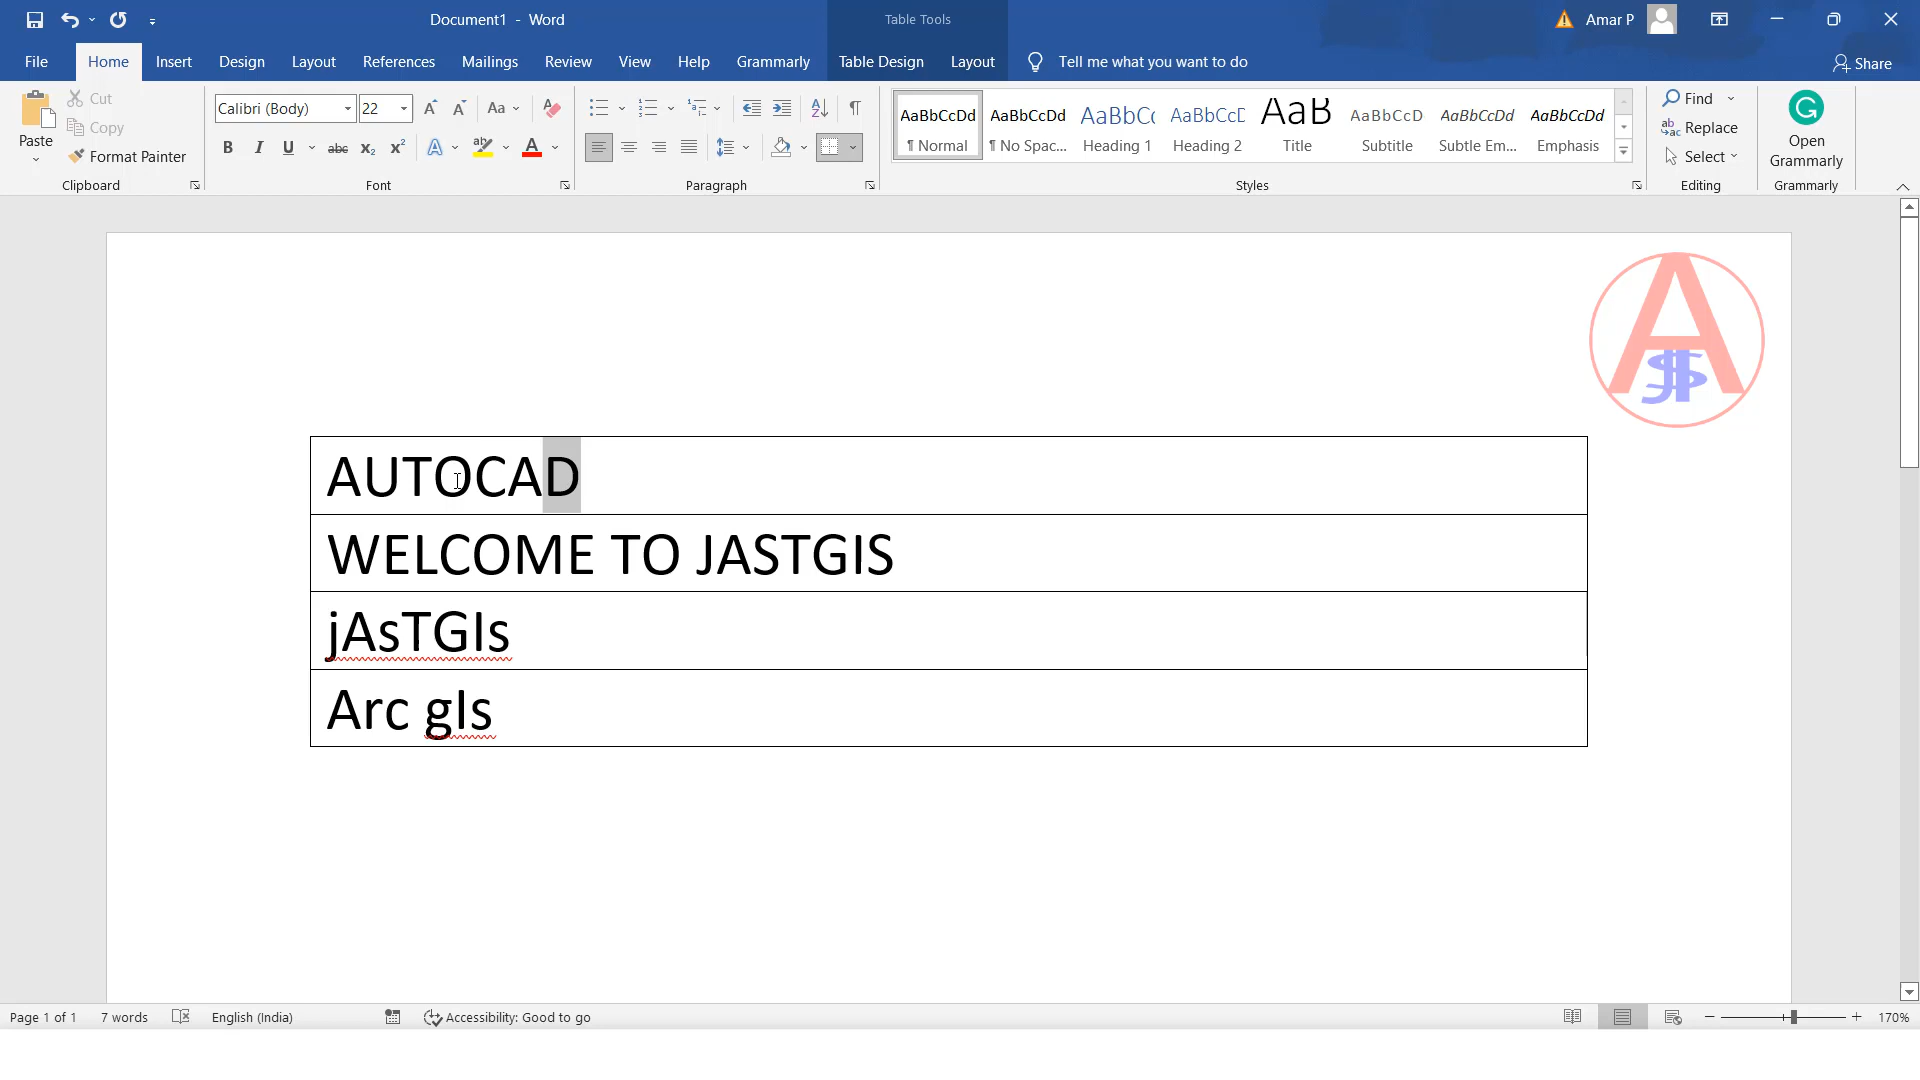 Document1 - Word
Table Tools
Amar P
File Home Insert Design Layout References Mailings Review View Help Grammarly Table Design Layout Tell me what you want to do Share
Paste
Cut
Copy
Format Painter
Clipboard
Calibri (Body) 22
Aa
Font
Paragraph
AaBbCcDd AaBbCcDd AaBbC AaBbCcC AaB AaBbCcD AaBbCcDd AaBbCcDd
¶ Normal ¶ No Spac... Heading 1 Heading 2 Title Subtitle Subtle Em... Emphasis
Styles
Find
Replace
Select
Editing
Open
Grammarly
Grammarly
AUTOCAD
WELCOME TO JASTGIS
jAsTGIs
Arc gIs
Page 1 of 1 7 words English (India) Accessibility: Good to go 170%